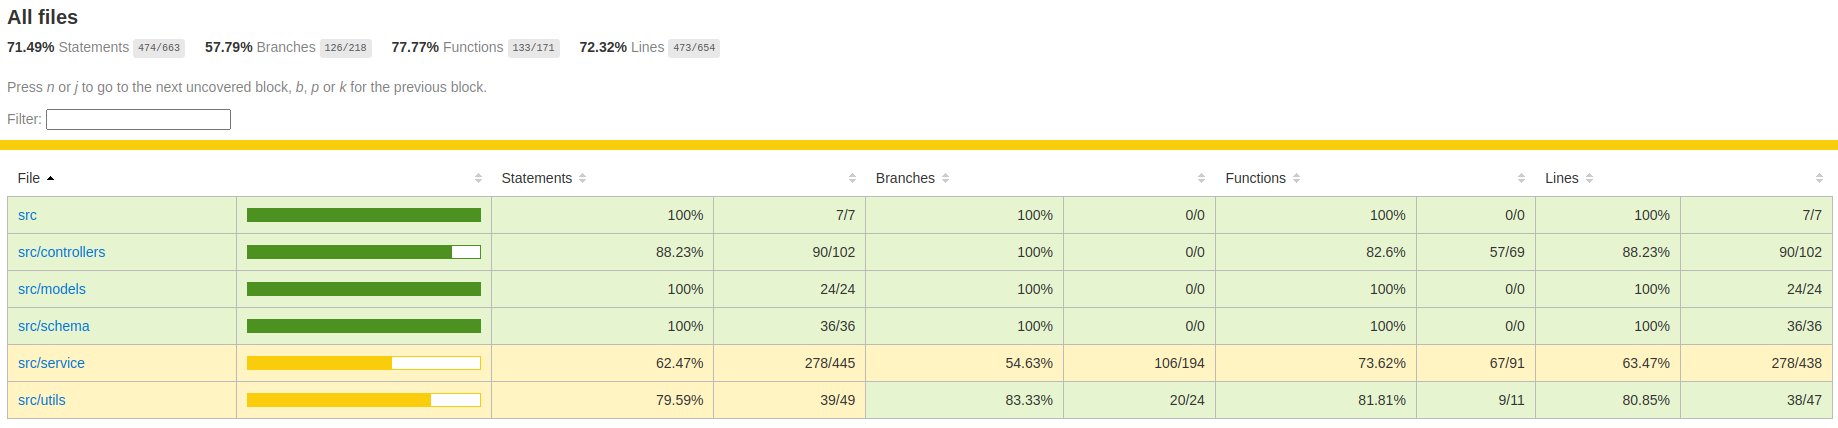 All files
71.49% Statements 474/663 57.79% Branches 126/218 77.77% Functions 133/171 72.32% Lines 473/654
Press n or j to go to the next uncovered block, b, p or k for the previous block.
Filter:
File Statements Branches Functions Lines
src 100% 7/7 100% 0/0 100% 0/0 100% 7/7
src/controllers 88.23% 90/102 100% 0/0 82.6% 57/69 88.23% 90/102
src/models 100% 24/24 100% 0/0 100% 0/0 100% 24/24
src/schema 100% 36/36 100% 0/0 100% 0/0 100% 36/36
src/service 62.47% 278/445 54.63% 106/194 73.62% 67/91 63.47% 278/438
src/utils 79.59% 39/49 83.33% 20/24 81.81% 9/11 80.85% 38/47